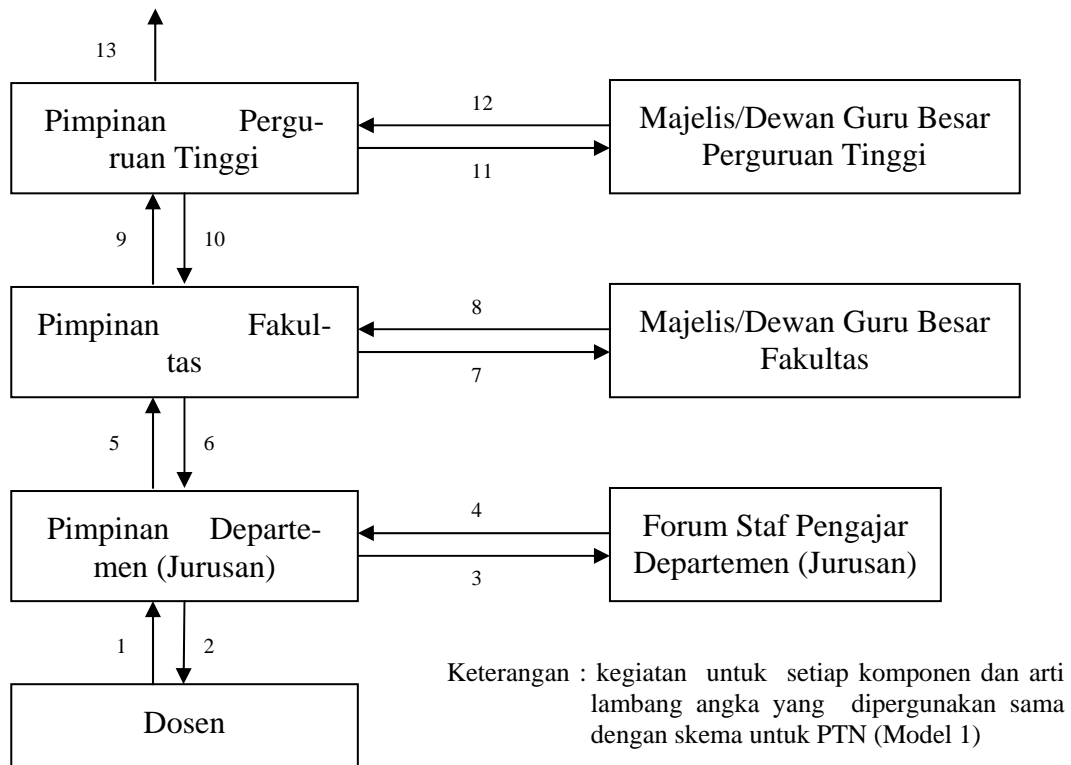 13
Pimpinan Pergu-
ruan Tinggi
12
11
Majelis/Dewan Guru Besar
Perguruan Tinggi
9
10
Pimpinan Fakul-
tas
8
7
Majelis/Dewan Guru Besar
Fakultas
5
6
Pimpinan Departe-
men (Jurusan)
4
3
Forum Staf Pengajar
Departemen (Jurusan)
1
2
Dosen
Keterangan : kegiatan untuk setiap komponen dan arti
lambang angka yang dipergunakan sama
dengan skema untuk PTN (Model 1)